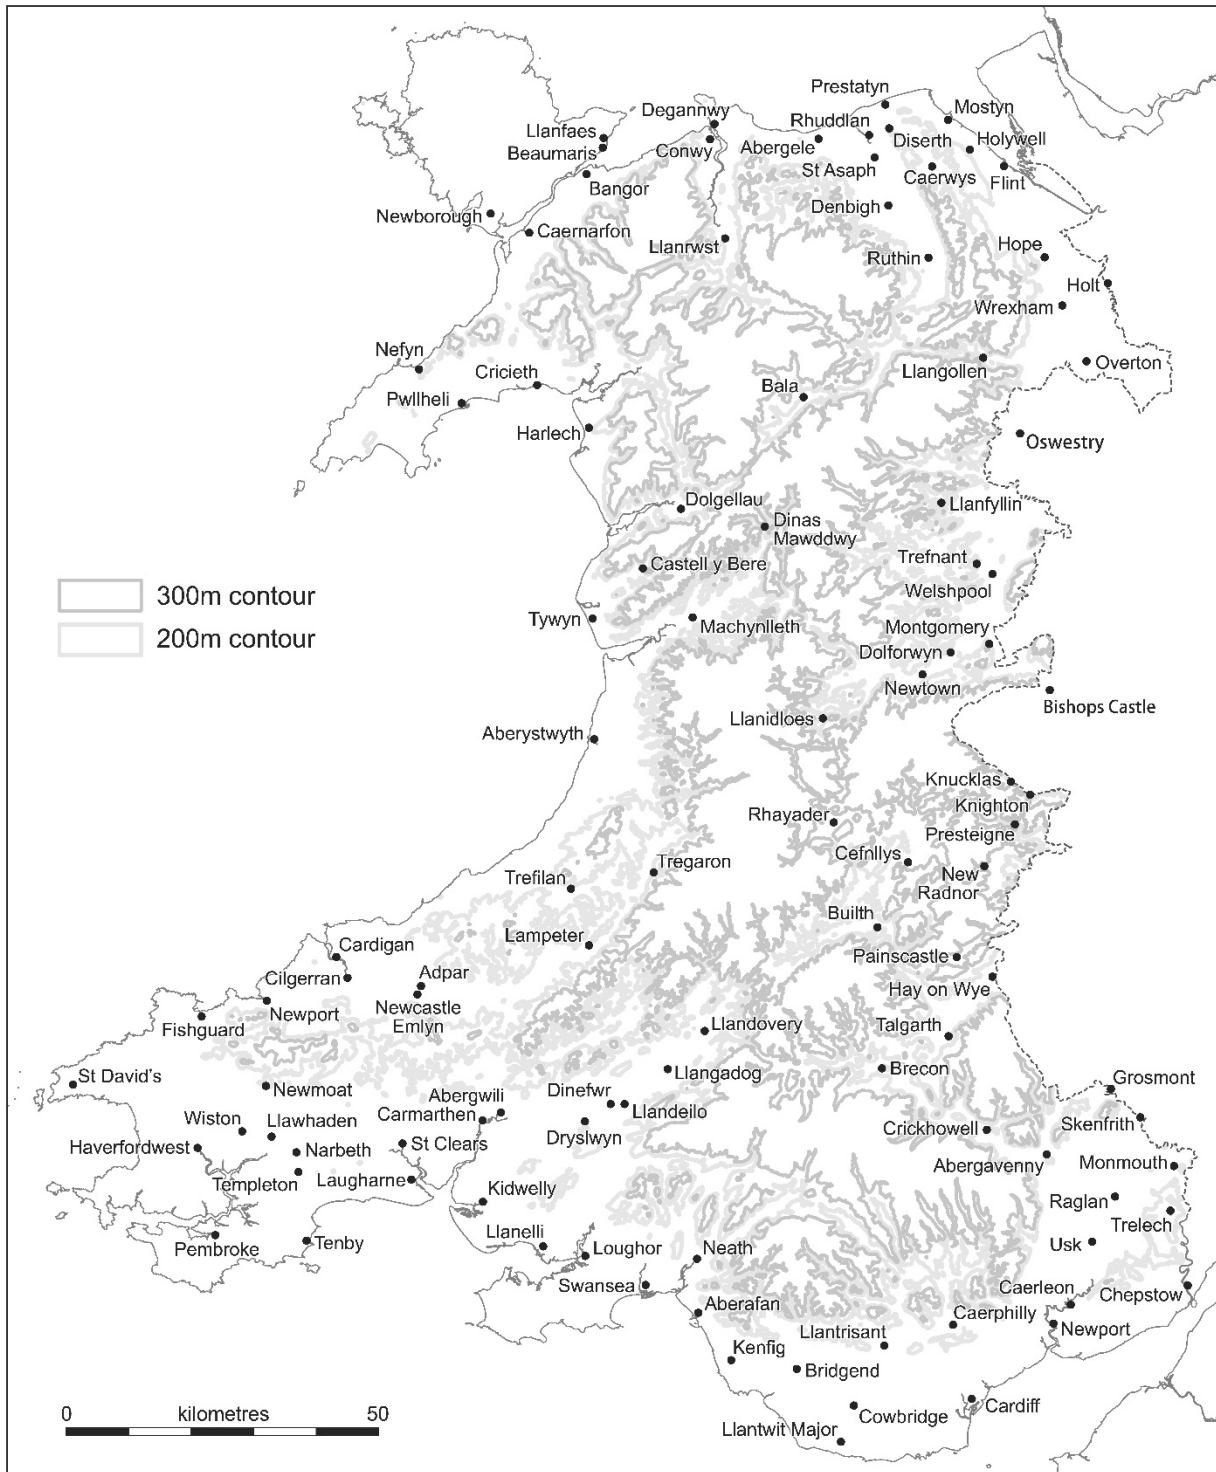 Prestatyn
Degannwy
Mostyn
Rhuddlan
Llanfaes
Diserth
Holywell
Beaumaris
Conwy
Abergele
St Asaph
Caerwys
Flint
Bangor
Denbigh
Newborough
Caernarfon
Llanrwst
Hope
Ruthin
Holt
Wrexham
Nefyn
Overton
Cricieth
Llangollen
Bala
Pwllheli
Harlech
Oswestry
Dolgellau
Llanfyllin
Dinas
Mawddwy
Trefnant
Castell y Bere
300m contour
Welshpool
Tywyn
Machynlleth
Montgomery
200m contour
Dolforwyn
Newtown
Bishops Castle
Llanidloes
Aberystwyth
Knucklas
Knighton
Rhayader
Presteigne
Cefnllys
Tregaron
New
Radnor
Trefilan
Builth
Lampeter
Cardigan
Painscastle
Cilgerran
Adpar
Hay on Wye
Newport
Newcastle
Emlyn
Fishguard
Llandovery
Talgarth
St David's
Newmoat
Llangadog
Brecon
Grosmont
Abergwili
Dinefwr
Wiston
Llawhaden
Carmarthen
Llandeilo
Skenfrith
Haverfordwest
St Clears
Dryslwyn
Crickhowell
Narbeth
Abergavenny
Monmouth
Templeton
Laugharne
Kidwelly
Raglan
Trelech
Pembroke
Tenby
Llanelli
Loughor
Neath
Usk
Swansea
Caerleon
Chepstow
Aberafan
Caerphilly
Newport
Llantrisant
Kenfig
Bridgend
0 kilometres 50
Cowbridge
Cardiff
Llantwit Major